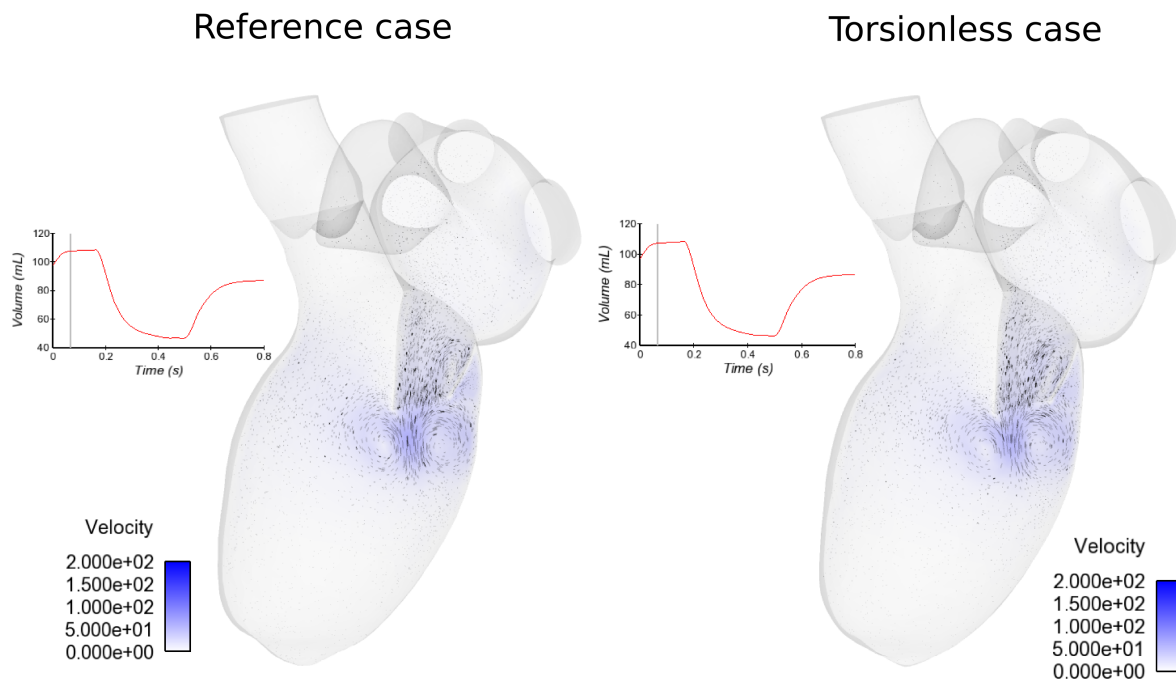 Reference case
Torsionless case
Volume (mL)
120
100
80
60
40
0
0.2
0.4
0.6
0.8
Time (s)
Volume (mL)
120
100
80
60
40
0
0.2
0.4
0.6
0.8
Time (s)
Velocity
2.000e+02
1.500e+02
1.000e+02
5.000e+01
0.000e+00
Velocity
2.000e+02
1.500e+02
1.000e+02
5.000e+01
0.000e+00